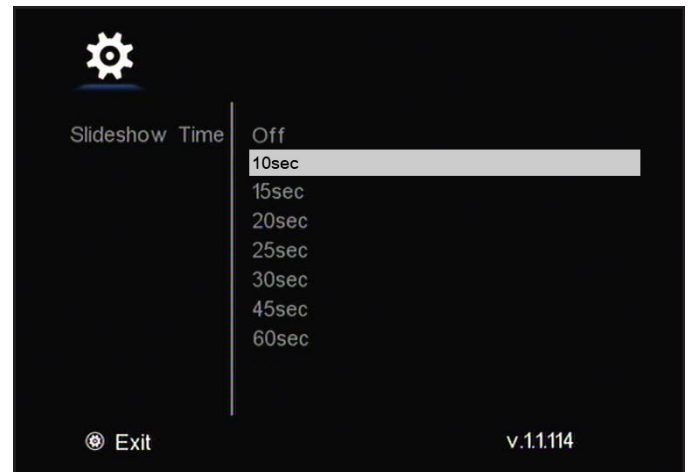 Slideshow Time
Off
10sec
15sec
20sec
25sec
30sec
45sec
60sec
Exit
v.1.1.114